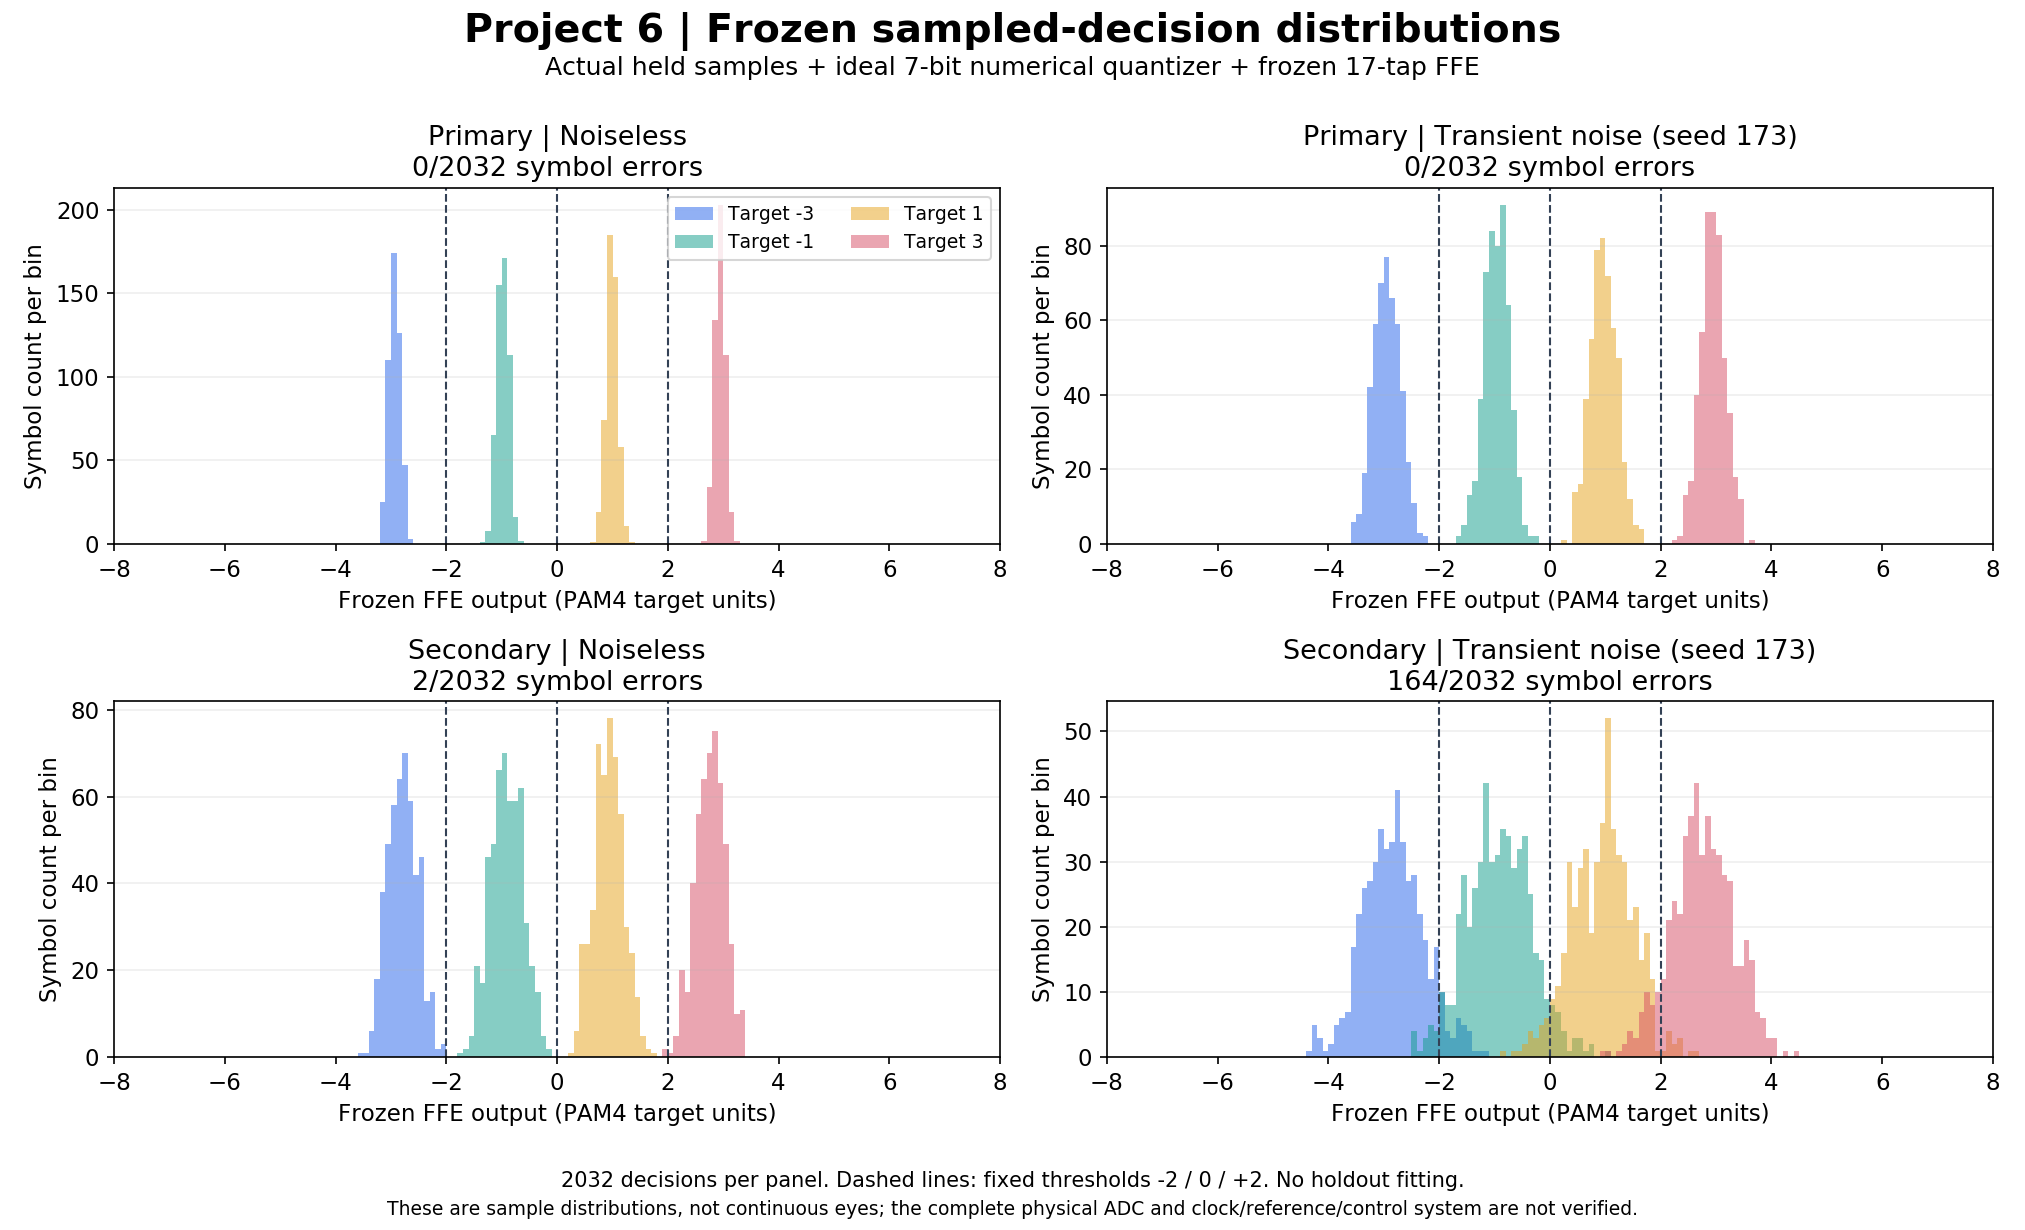 Project 6 | Frozen sampled-decision distributions
Actual held samples + ideal 7-bit numerical quantizer + frozen 17-tap FFE
Primary | Noiseless
0/2032 symbol errors
Symbol count per bin
200
150
100
50
0
Target -3
Target -1
Target 1
Target 3
−8 −6 −4 −2 0 2 4 6 8
Frozen FFE output (PAM4 target units)
Primary | Transient noise (seed 173)
0/2032 symbol errors
Symbol count per bin
80
60
40
20
0
−8 −6 −4 −2 0 2 4 6 8
Frozen FFE output (PAM4 target units)
Secondary | Noiseless
2/2032 symbol errors
Symbol count per bin
80
60
40
20
0
−8 −6 −4 −2 0 2 4 6 8
Frozen FFE output (PAM4 target units)
Secondary | Transient noise (seed 173)
164/2032 symbol errors
Symbol count per bin
50
40
30
20
10
0
−8 −6 −4 −2 0 2 4 6 8
Frozen FFE output (PAM4 target units)
2032 decisions per panel. Dashed lines: fixed thresholds -2 / 0 / +2. No holdout fitting.
These are sample distributions, not continuous eyes; the complete physical ADC and clock/reference/control system are not verified.